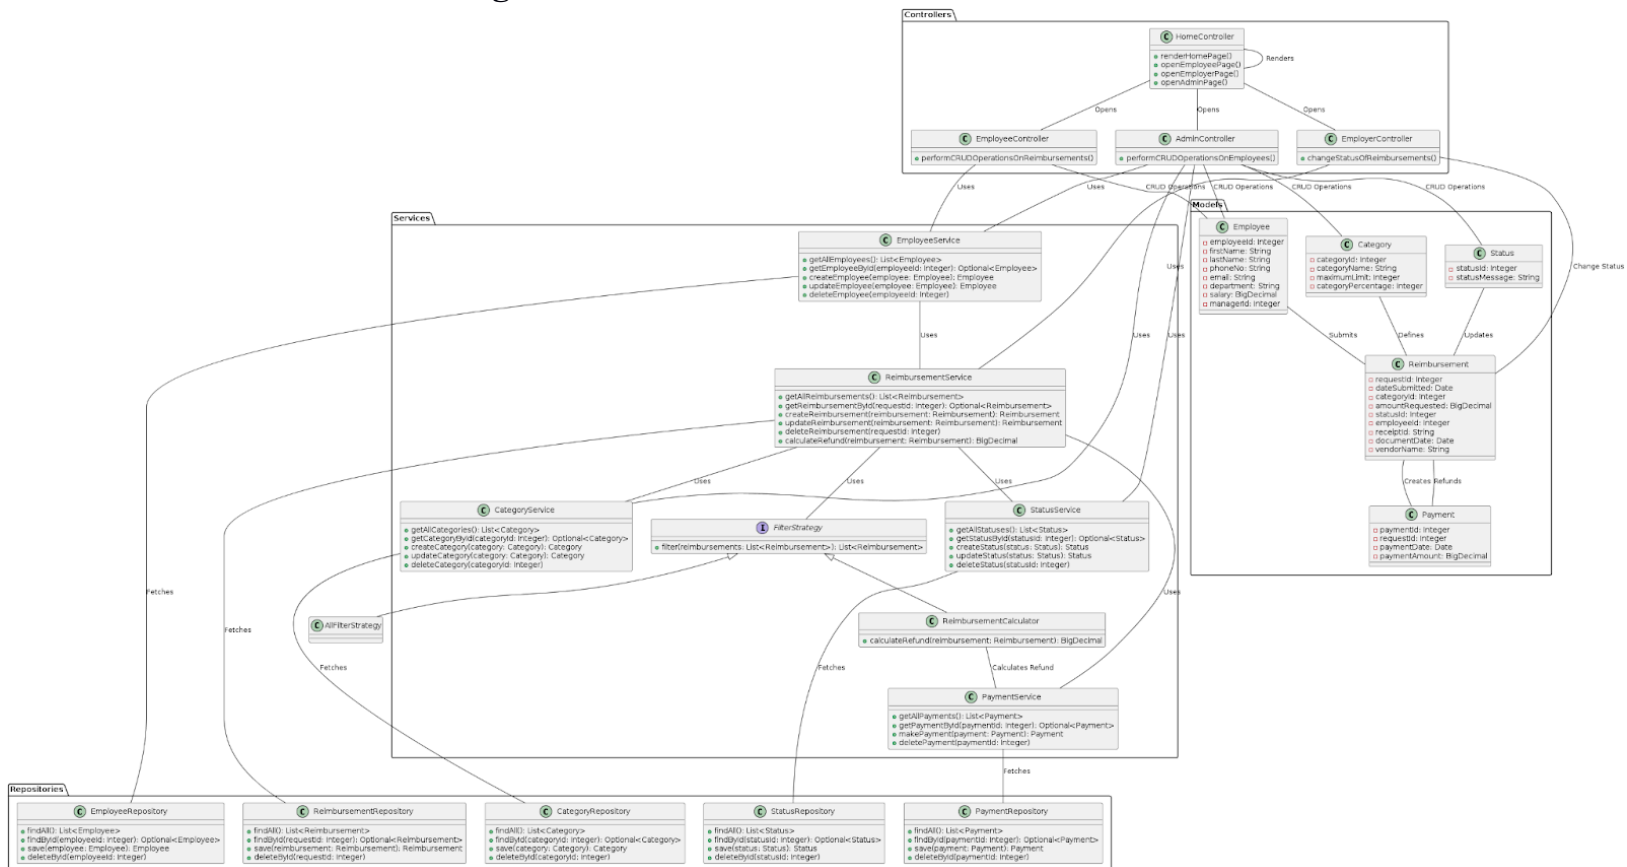 Controllers
C HomeController
renderHomePage()
openEmployeePage()
openEmployerPage()
openAdminPage()
Renders
Opens
Opens
Opens
C EmployeeController
performCRUDOperationsOnReimbursements()
C AdminController
performCRUDOperationsOnEmployees()
C EmployerController
changeStatusOfReimbursements()
Uses
Uses
CRUD Operations
CRUD Operations
CRUD Operations
CRUD Operations
Services
C EmployeeService
getAllEmployees(): List<Employee>
getEmployeeById(employeeId: Integer): Optional<Employee>
createEmployee(employee: Employee): Employee
updateEmployee(employee: Employee): Employee
deleteEmployee(employeeId: Integer)
Models
C Employee
employeeId: Integer
firstName: String
lastName: String
phoneNo: String
email: String
department: String
salary: BigDecimal
managerId: Integer
C Category
categoryId: Integer
categoryName: String
maximumLimit: Integer
categoryPercentage: Integer
C Status
statusId: Integer
statusMessage: String
Uses
Change Status
Uses
Uses
Uses
Submits
Defines
Updates
C ReimbursementService
getAllReimbursements(): List<Reimbursement>
getReimbursementById(requestId: Integer): Optional<Reimbursement>
createReimbursement(reimbursement: Reimbursement): Reimbursement
updateReimbursement(reimbursement: Reimbursement): Reimbursement
deleteReimbursement(requestId: Integer)
calculateRefund(reimbursement: Reimbursement): BigDecimal
C Reimbursement
requestId: Integer
dateSubmitted: Date
categoryId: Integer
amountRequested: BigDecimal
statusId: Integer
employeeId: Integer
receiptId: String
documentDate: Date
vendorName: String
Uses
Uses
Uses
Creates
Refunds
C CategoryService
getAllCategories(): List<Category>
getCategoryById(categoryId: Integer): Optional<Category>
createCategory(category: Category): Category
updateCategory(category: Category): Category
deleteCategory(categoryId: Integer)
I FilterStrategy
filter(reimbursements: List<Reimbursement>): List<Reimbursement>
C StatusService
getAllStatuses(): List<Status>
getStatusById(statusId: Integer): Optional<Status>
createStatus(status: Status): Status
updateStatus(status: Status): Status
deleteStatus(statusId: Integer)
C Payment
paymentId: Integer
requestId: Integer
paymentDate: Date
paymentAmount: BigDecimal
Fetches
Uses
Fetches
C AllFilterStrategy
C ReimbursementCalculator
calculateRefund(reimbursement: Reimbursement): BigDecimal
Fetches
Fetches
Calculates Refund
C PaymentService
getAllPayments(): List<Payment>
getPaymentById(paymentId: Integer): Optional<Payment>
makePayment(payment: Payment): Payment
deletePayment(paymentId: Integer)
Fetches
Repositories
C EmployeeRepository
findAll(): List<Employee>
findById(employeeId: Integer): Optional<Employee>
save(employee: Employee): Employee
deleteById(employeeId: Integer)
C ReimbursementRepository
findAll(): List<Reimbursement>
findById(requestId: Integer): Optional<Reimbursement>
save(reimbursement: Reimbursement): Reimbursement
deleteById(requestId: Integer)
C CategoryRepository
findAll(): List<Category>
findById(categoryId: Integer): Optional<Category>
save(category: Category): Category
deleteById(categoryId: Integer)
C StatusRepository
findAll(): List<Status>
findById(statusId: Integer): Optional<Status>
save(status: Status): Status
deleteById(statusId: Integer)
C PaymentRepository
findAll(): List<Payment>
findById(paymentId: Integer): Optional<Payment>
save(payment: Payment): Payment
deleteById(paymentId: Integer)